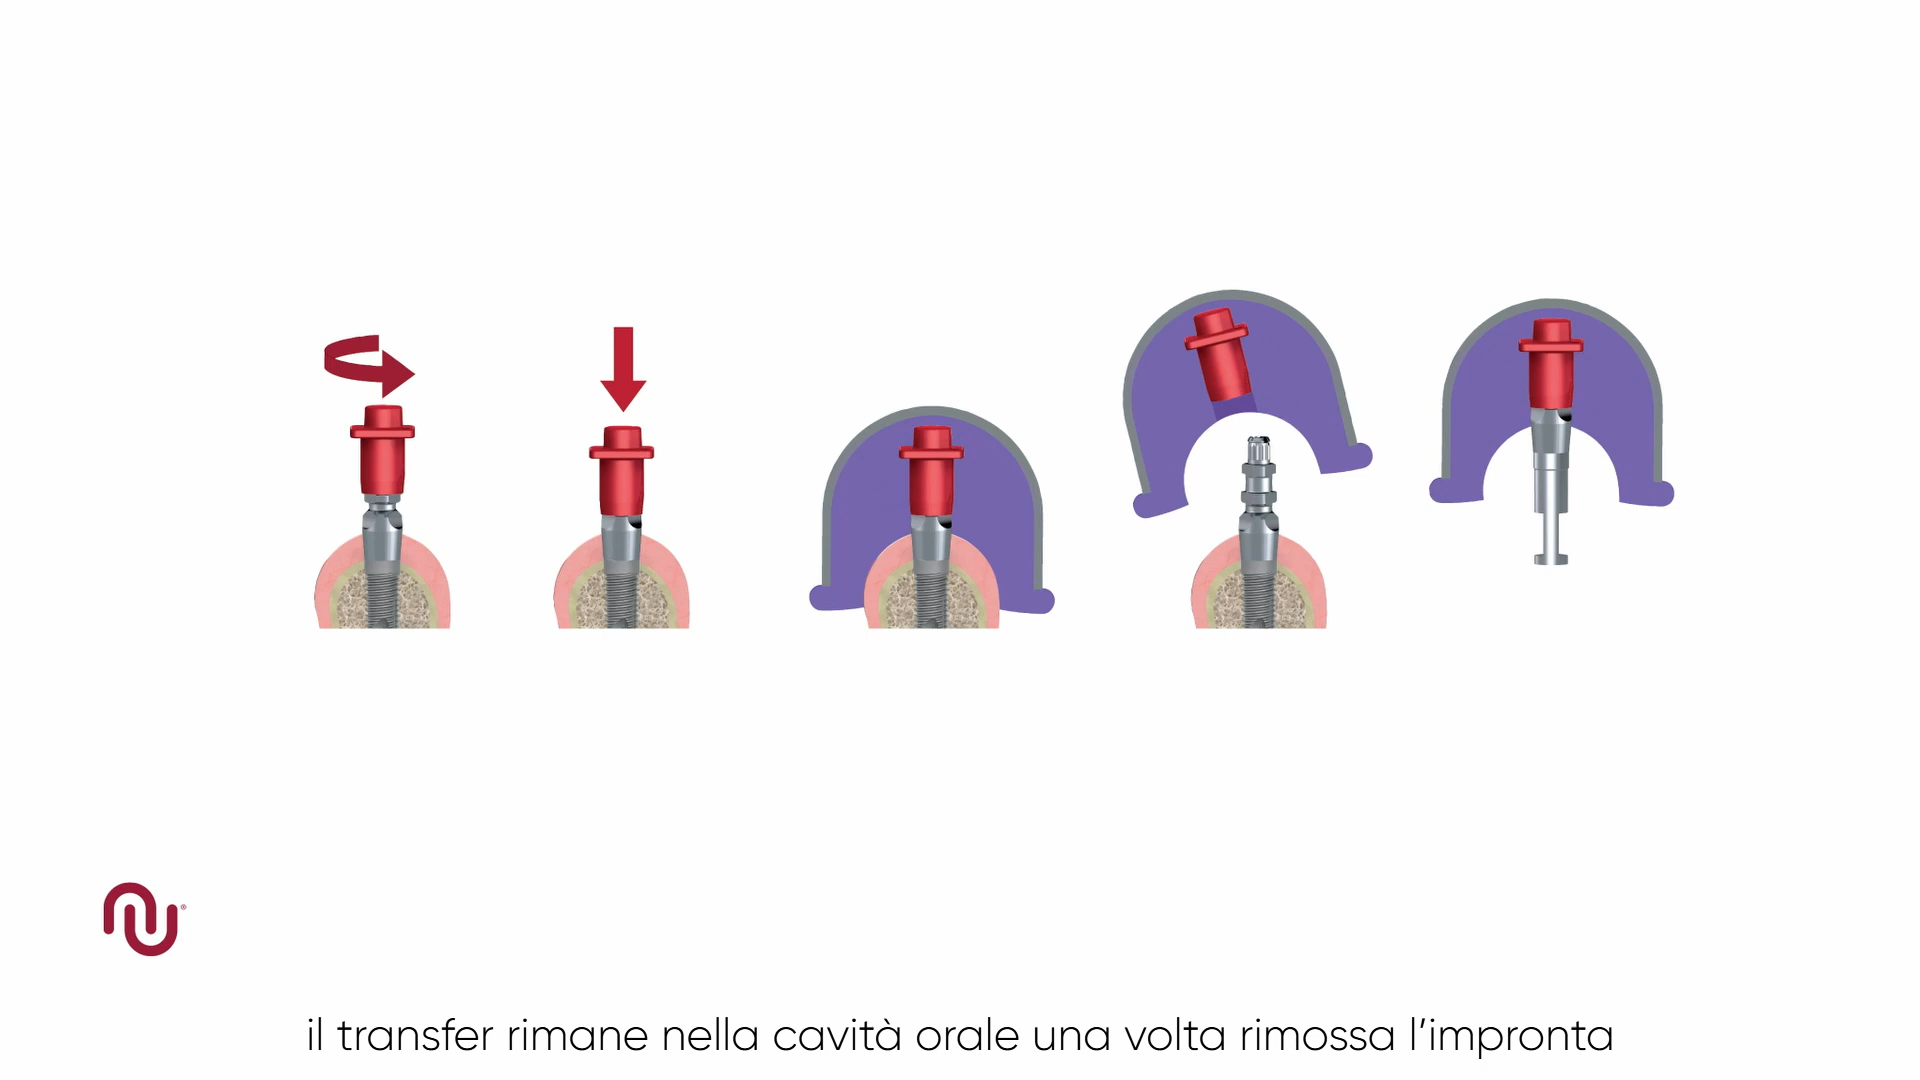 il transfer rimane nella cavità orale una volta rimossa l’impronta